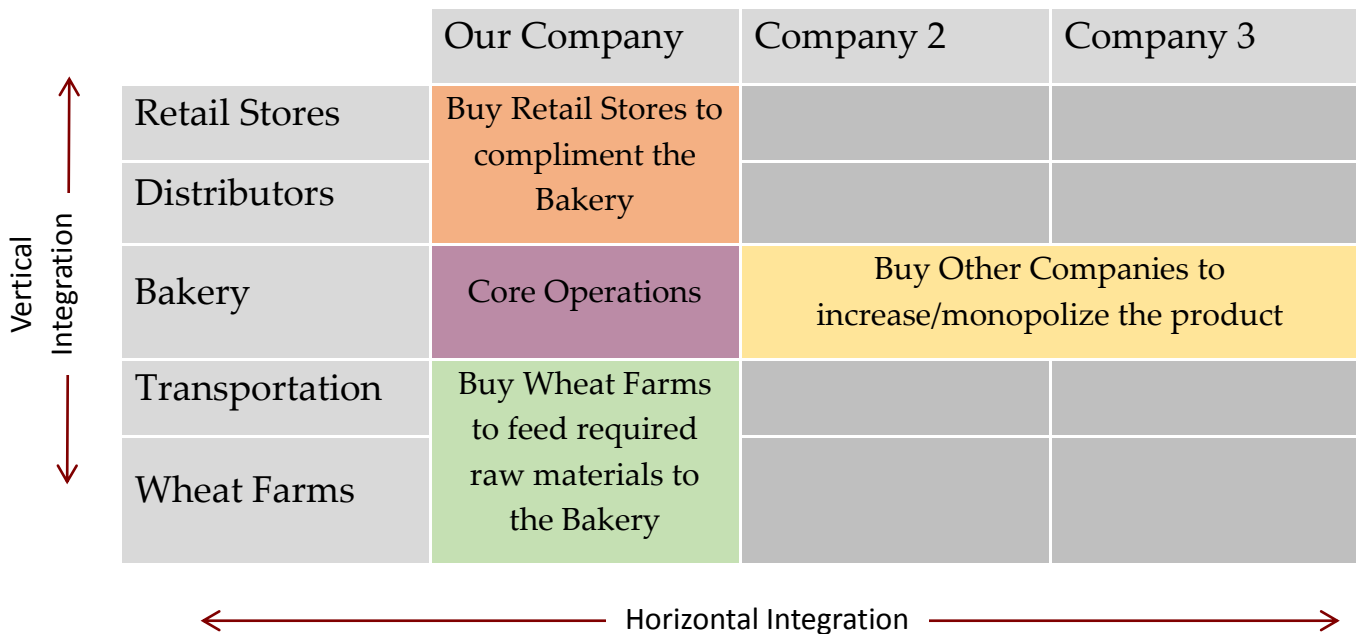 Our Company
Company 2
Company 3
Retail Stores
Buy Retail Stores to
compliment the
Bakery
Distributors
Vertical
Integration
Bakery
Core Operations
Buy Other Companies to
increase/monopolize the product
Transportation
Buy Wheat Farms
to feed required
raw materials to
the Bakery
Wheat Farms
Horizontal Integration